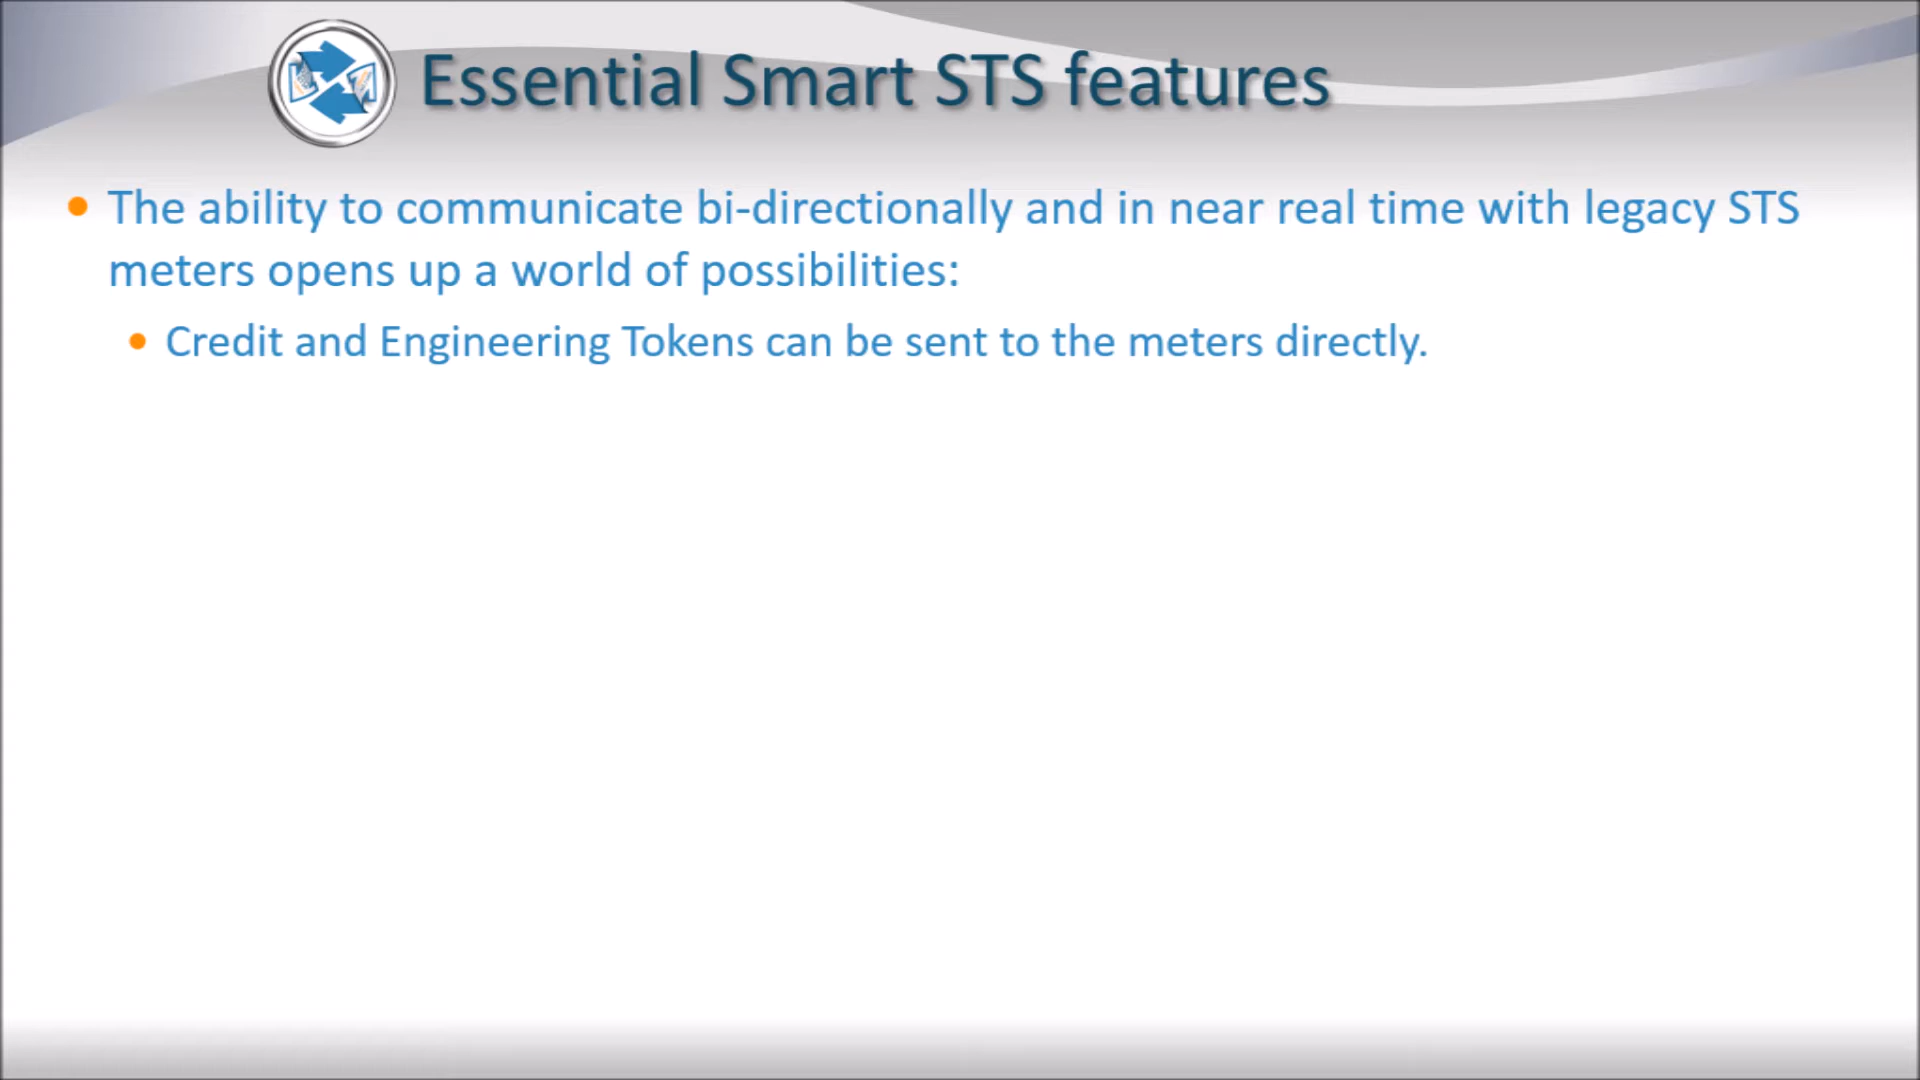 Essential Smart STS features
The ability to communicate bi-directionally and in near real time with legacy STS
meters opens up a world of possibilities:
Credit and Engineering Tokens can be sent to the meters directly.